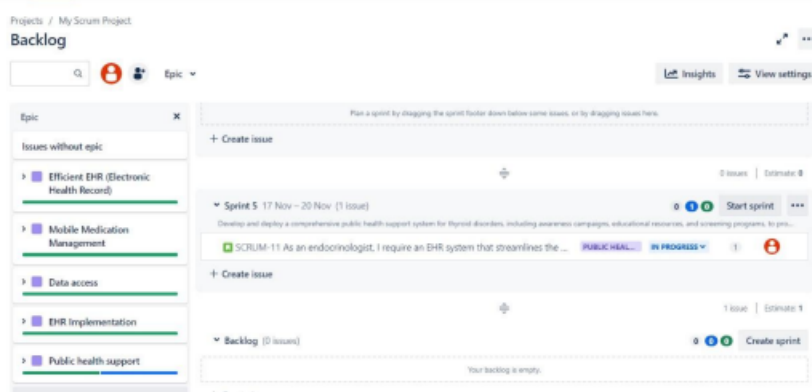 Projects / My Scrum Project
Backlog
Epic
Insights
View settings
Epic
Issues without epic
Efficient EHR (Electronic
Health Record)
Mobile Medication
Management
Data access
EHR Implementation
Public health support
Plan a sprint by dragging the sprint footer down below some issues, or by dragging issues here.
+ Create issue
0 issues | Estimate: 0
Sprint 5 17 Nov – 20 Nov (1 issue)
0 1 0 Start sprint
Develop and deploy a comprehensive public health support system for thyroid disorders, including awareness campaigns, educational resources, and screening programs, to pro...
SCRUM-11 As an endocrinologist, I require an EHR system that streamlines the ... PUBLIC HEAL... IN PROGRESS 1
+ Create issue
1 issue | Estimate: 1
Backlog (0 issues)
0 0 0 Create sprint
Your backlog is empty.